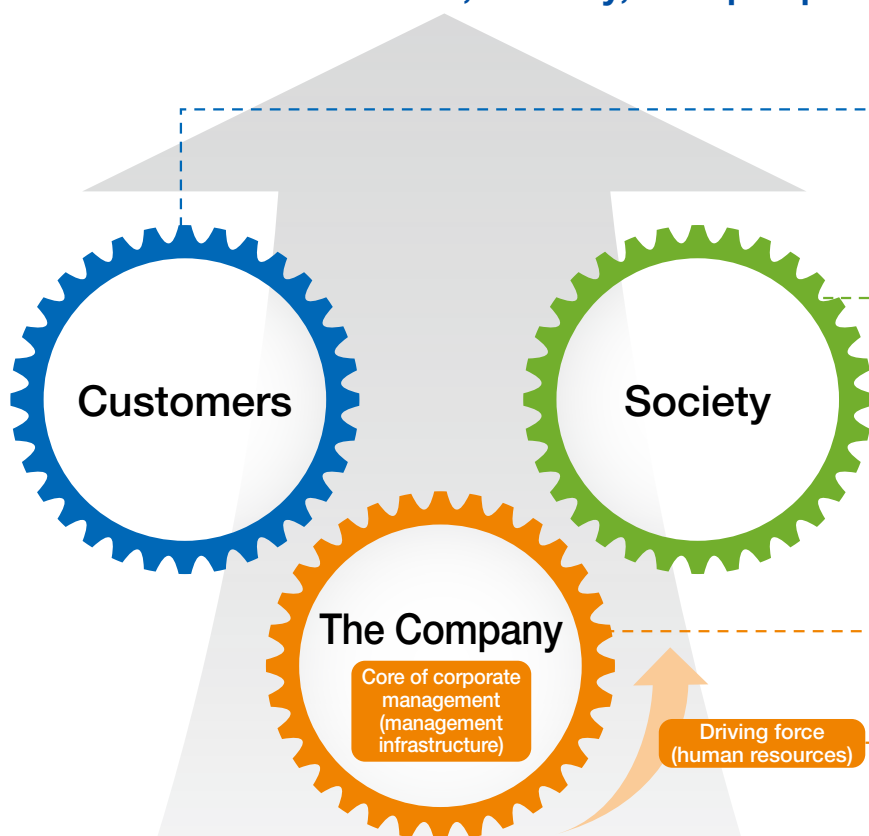 Customers
Society
The Company
Core of corporate
management
(management
infrastructure)
Driving force
(human resources)